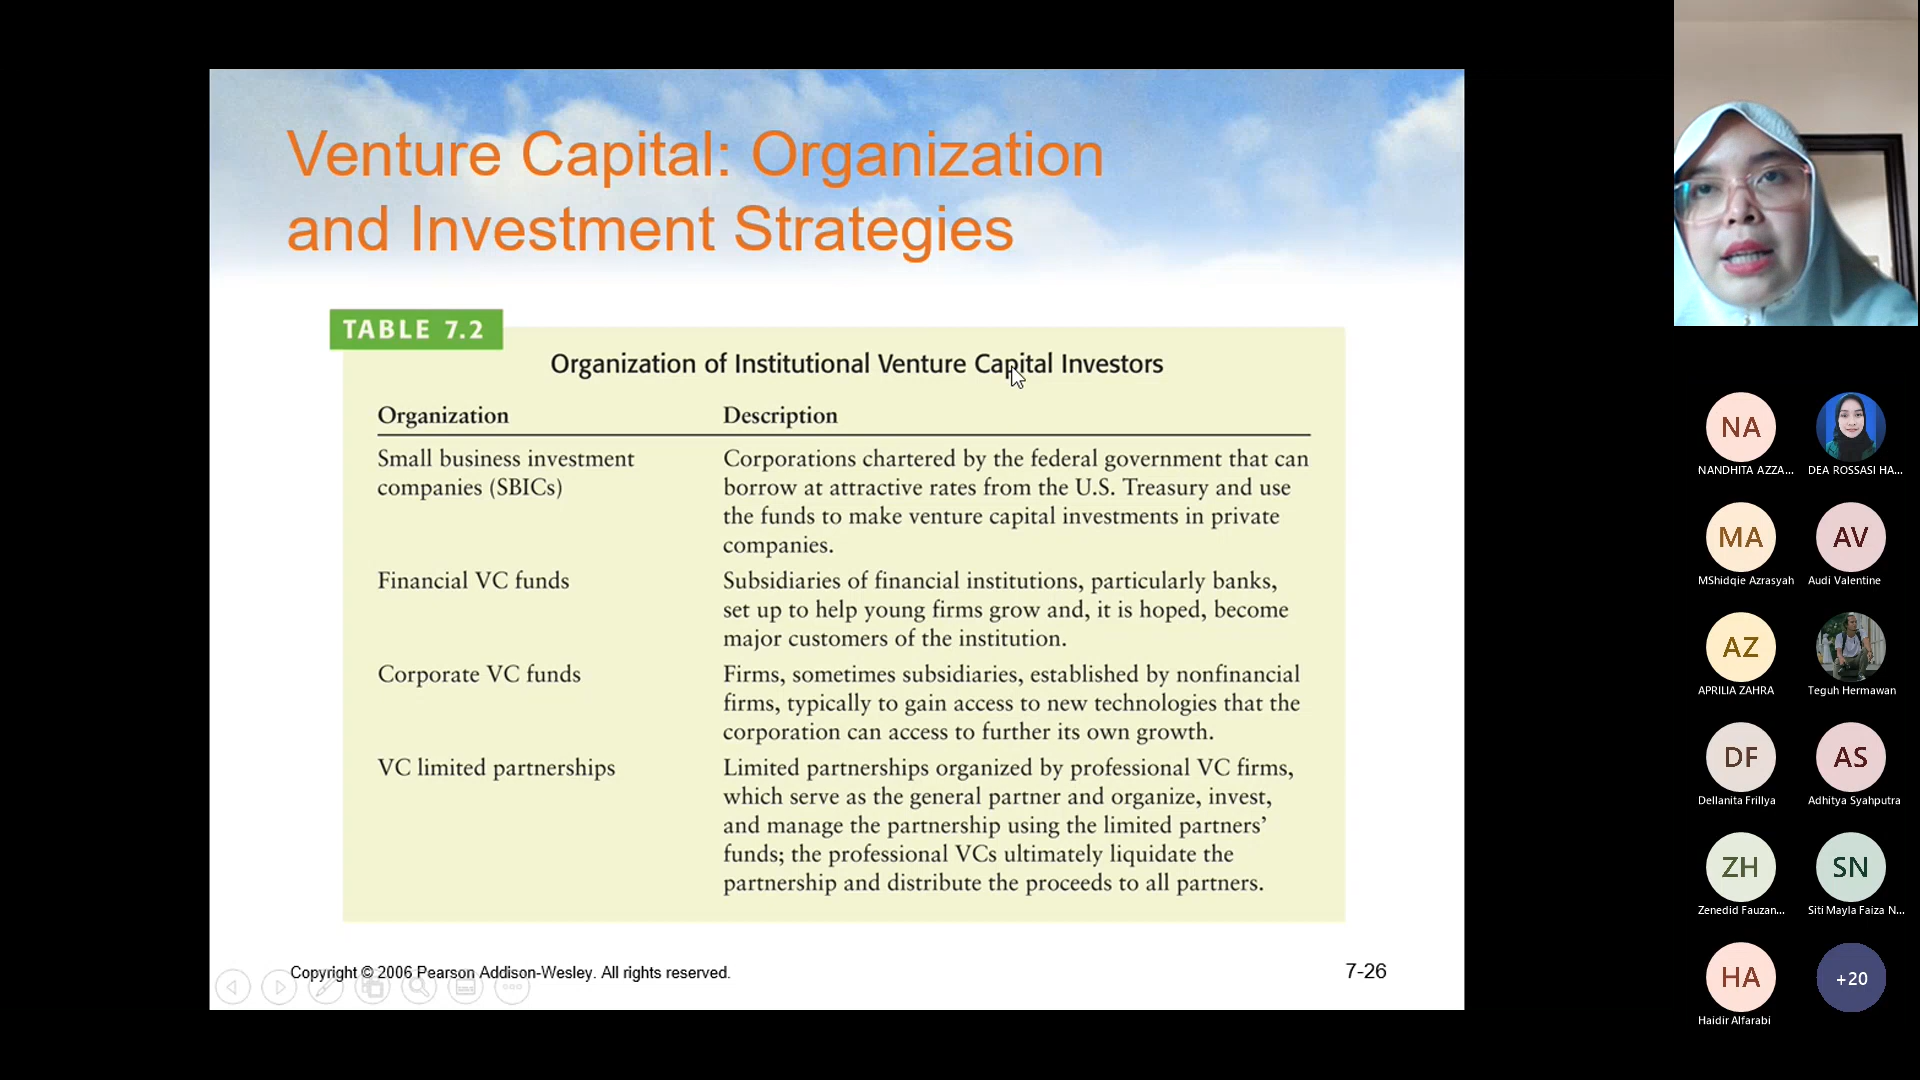 Venture Capital: Organization
and Investment Strategies
TABLE 7.2
Organization of Institutional Venture Capital Investors
Organization Description
Small business investment
companies (SBICs)
Corporations chartered by the federal government that can
borrow at attractive rates from the U.S. Treasury and use
the funds to make venture capital investments in private
companies.
Financial VC funds
Subsidiaries of financial institutions, particularly banks,
set up to help young firms grow and, it is hoped, become
major customers of the institution.
Corporate VC funds
Firms, sometimes subsidiaries, established by nonfinancial
firms, typically to gain access to new technologies that the
corporation can access to further its own growth.
VC limited partnerships
Limited partnerships organized by professional VC firms,
which serve as the general partner and organize, invest,
and manage the partnership using the limited partners'
funds; the professional VCs ultimately liquidate the
partnership and distribute the proceeds to all partners.
Copyright © 2006 Pearson Addison-Wesley. All rights reserved.
7-26
NA
NANDHITA AZZA...
DEA ROSSASI HA...
MA
MShidqie Azrasyah
AV
Audi Valentine
AZ
APRILIA ZAHRA
Teguh Hermawan
DF
Dellanita Frillya
AS
Adhitya Syahputra
ZH
Zenedid Fauzan...
SN
Siti Mayla Faiza N...
HA
Haidir Alfarabi
+20